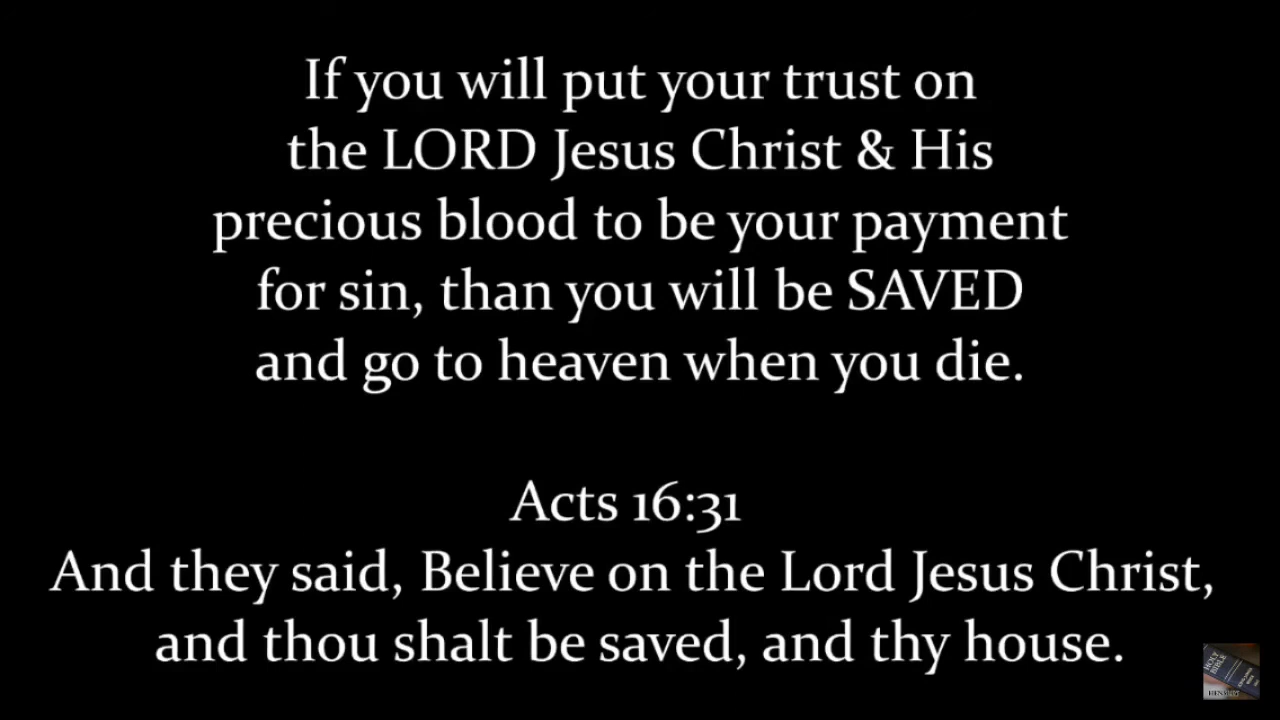 If you will put your trust on
the LORD Jesus Christ & His
precious blood to be your payment
for sin, than you will be SAVED
and go to heaven when you die.
Acts 16:31
And they said, Believe on the Lord Jesus Christ,
and thou shalt be saved, and thy house.
HOLY BIBLE